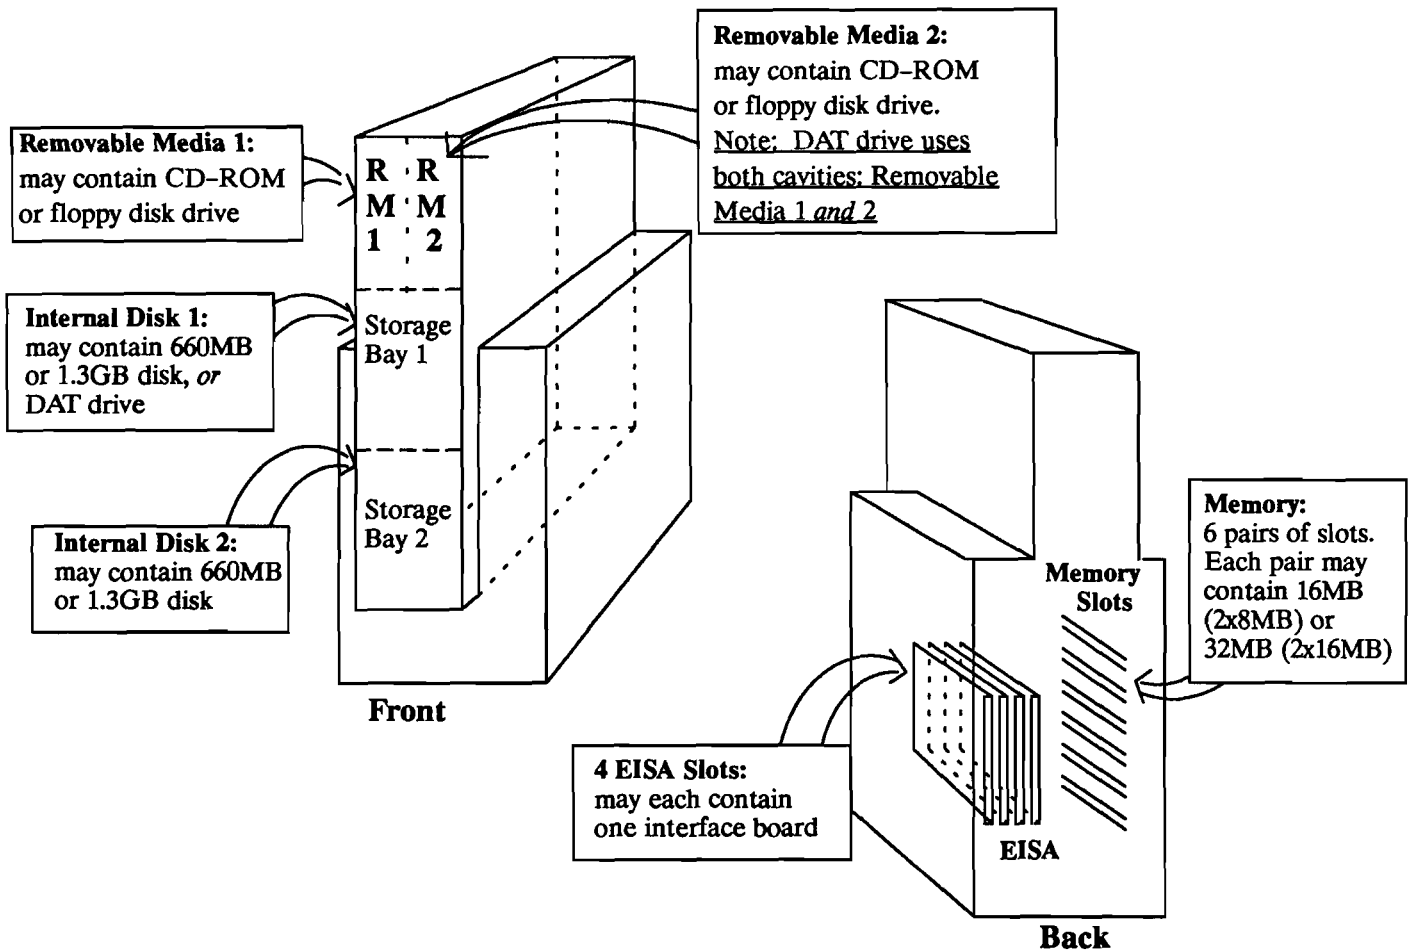 Removable Media 2:
may contain CD–ROM
or floppy disk drive.
Note: DAT drive uses
both cavities: Removable
Media 1 and 2
Removable Media 1:
may contain CD–ROM
or floppy disk drive
R R
M M
1 2
Internal Disk 1:
may contain 660MB
or 1.3GB disk, or
DAT drive
Storage
Bay 1
Storage
Bay 2
Internal Disk 2:
may contain 660MB
or 1.3GB disk
Front
Memory:
6 pairs of slots.
Each pair may
contain 16MB
(2x8MB) or
32MB (2x16MB)
Memory
Slots
4 EISA Slots:
may each contain
one interface board
EISA
Back